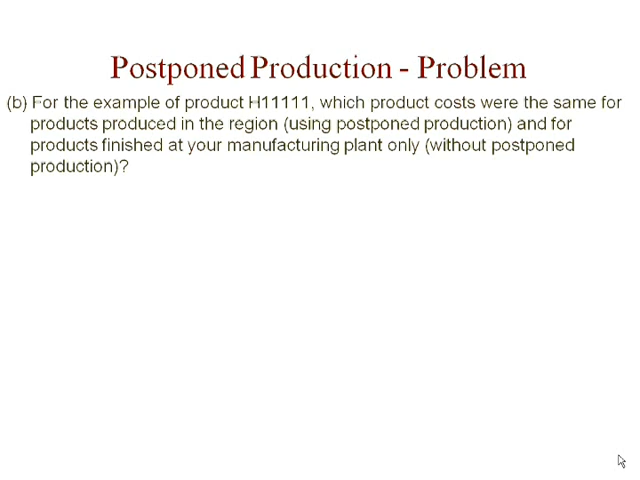 Postponed Production - Problem
(b) For the example of product H11111, which product costs were the same for
products produced in the region (using postponed production) and for
products finished at your manufacturing plant only (without postponed
production)?